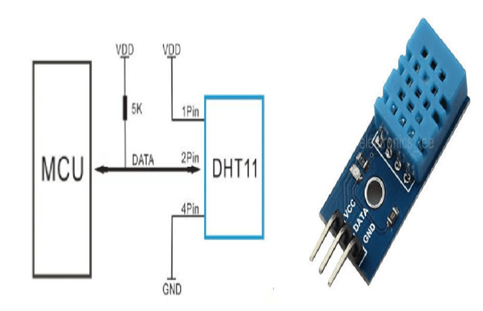 VDD
VDD
5K
1Pin
MCU
DATA
2Pin
DHT11
4Pin
GND
VCC
DATA
GND